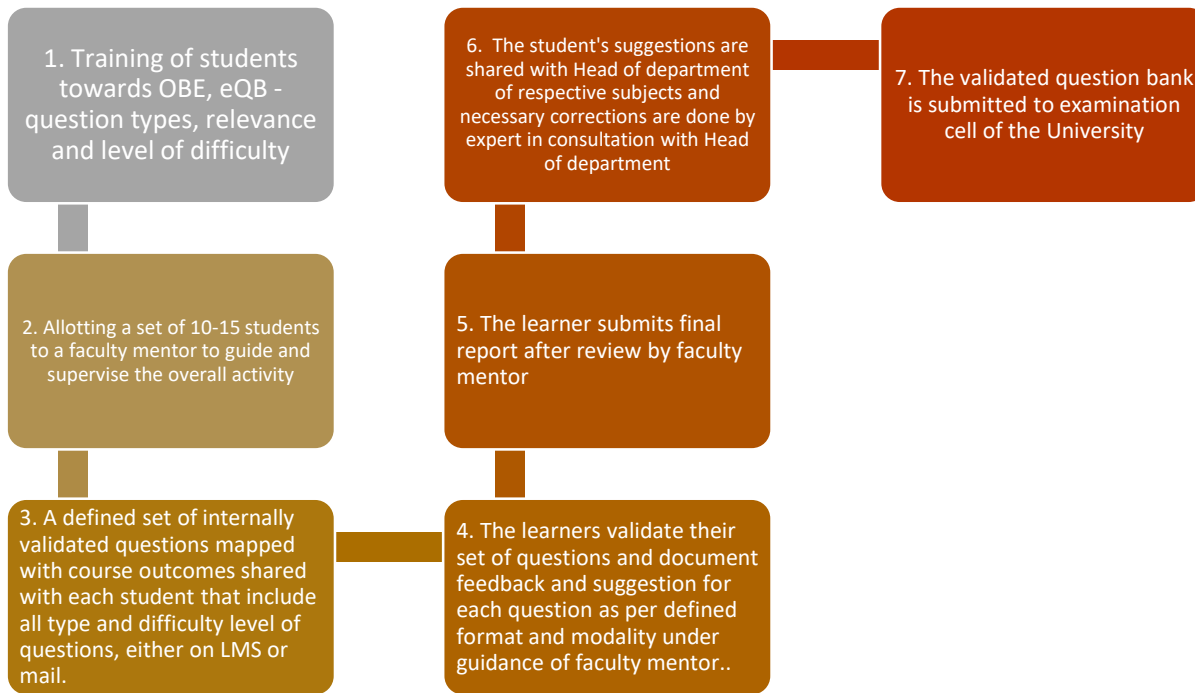 1. Training of students
towards OBE, eQB -
question types, relevance
and level of difficulty
2. Allotting a set of 10-15 students
to a faculty mentor to guide and
supervise the overall activity
3. A defined set of internally
validated questions mapped
with course outcomes shared
with each student that include
all type and difficulty level of
questions, either on LMS or
mail.
4. The learners validate their
set of questions and document
feedback and suggestion for
each question as per defined
format and modality under
guidance of faculty mentor..
5. The learner submits final
report after review by faculty
mentor
6. The student's suggestions are
shared with Head of department
of respective subjects and
necessary corrections are done by
expert in consultation with Head
of department
7. The validated question bank
is submitted to examination
cell of the University